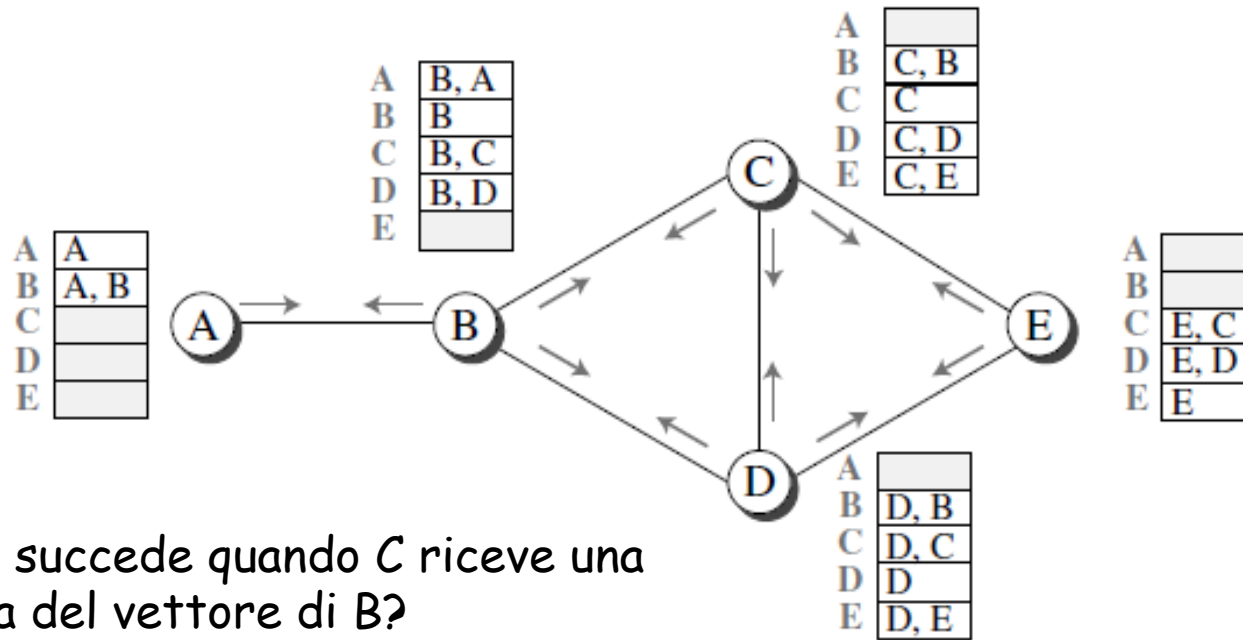 A
B C, B
C C
D C, D
E C, E
A B, A
B B
C B, C
D B, D
E
C
A A
B A, B
C
D
E
A
B
E
A
B
C E, C
D E, D
E E
D
A
B D, B
C D, C
D D
E D, E
succede quando C riceve una
a del vettore di B?